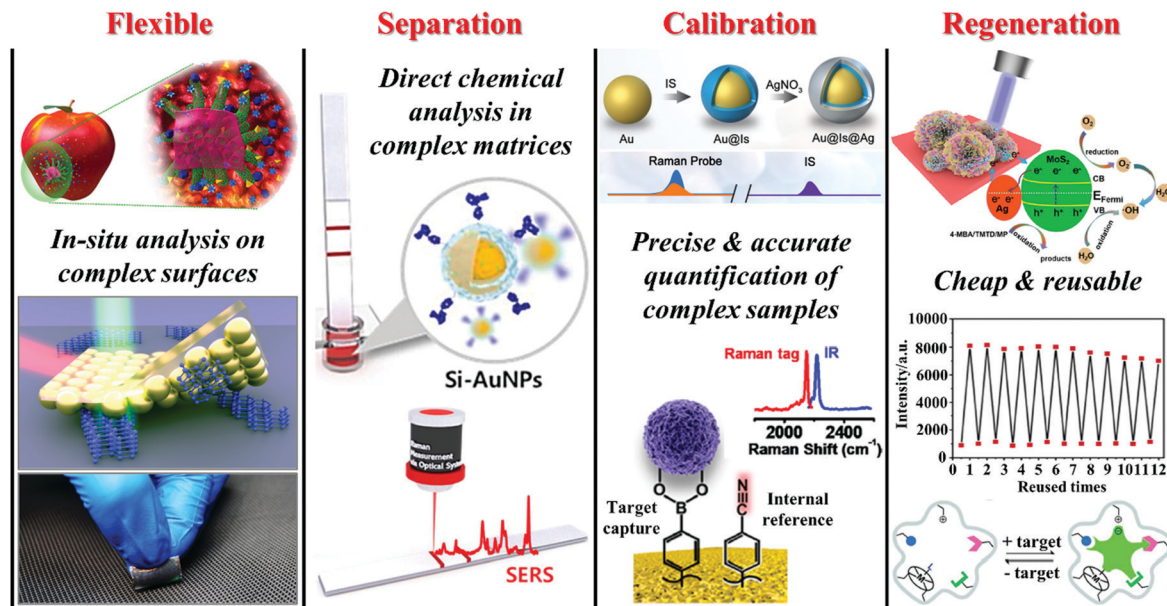 Flexible
In-situ analysis on
complex surfaces
Separation
Direct chemical
analysis in
complex matrices
Si-AuNPs
Raman
Measurement
SERS
Calibration
IS
AgNO₃
Au
Au@Is
Au@Is@Ag
Raman Probe
IS
Precise & accurate
quantification of
complex samples
Raman tag
IR
1800
2400
2600
Raman Shift (cm⁻¹)
N
C
O
O
B
Target
capture
Internal
reference
Regeneration
O₂
reduction
MoS₂
e⁻
O₂⁻
e⁻ e⁻ e⁻
CB
H₂O
e⁻
E_Fermi
e⁻ e⁻
Ag
h⁺ h⁺ h⁺
VB
·OH
4-MBA/TMTD/MP
oxidation
oxidation
products
H₂O
Cheap & reusable
10000
8000
6000
4000
2000
0
Intensity/a.u.
0 1 2 3 4 5 6 7 8 9 10 11 12
Reused times
+ target
- target
M
M